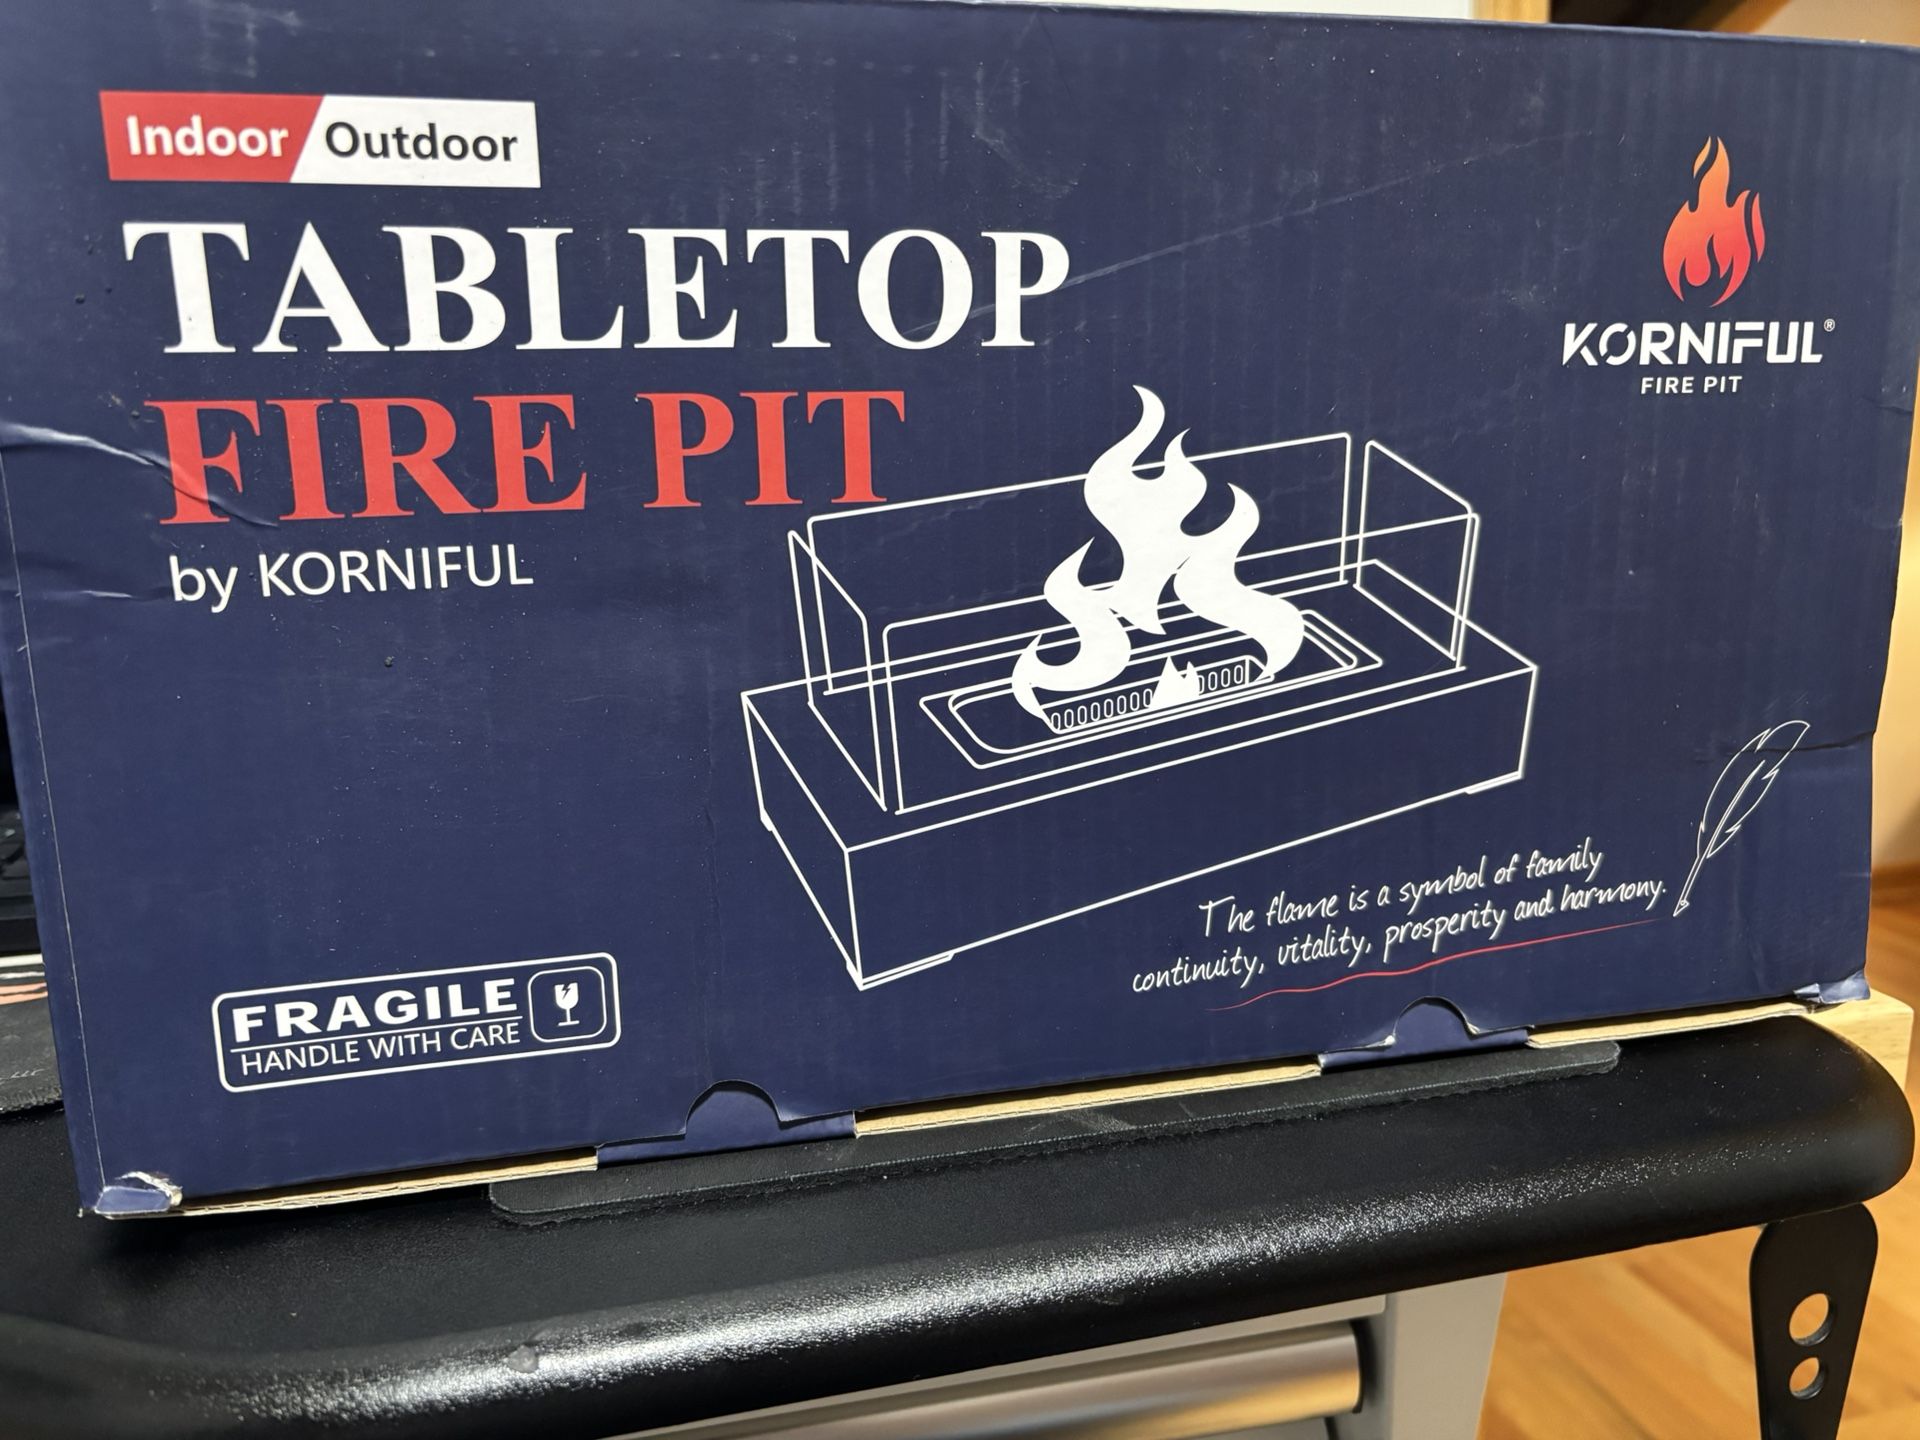 Indoor Outdoor
TABLETOP
FIRE PIT
by KORNIFUL
KORNIFUL®
FIRE PIT
The flame is a symbol of family
continuity, vitality, prosperity and harmony.
FRAGILE
HANDLE WITH CARE